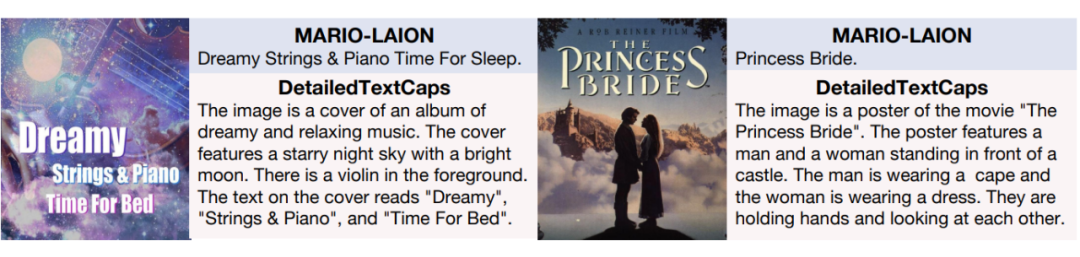 Dreamy
Strings & Piano
Time For Bed
MARIO-LAION
Dreamy Strings & Piano Time For Sleep.
DetailedTextCaps
The image is a cover of an album of
dreamy and relaxing music. The cover
features a starry night sky with a bright
moon. There is a violin in the foreground.
The text on the cover reads "Dreamy",
"Strings & Piano", and "Time For Bed".
A ROB REINER FILM
THE
PRINCESS
BRIDE
MARIO-LAION
Princess Bride.
DetailedTextCaps
The image is a poster of the movie "The
Princess Bride". The poster features a
man and a woman standing in front of a
castle. The man is wearing a cape and
the woman is wearing a dress. They are
holding hands and looking at each other.